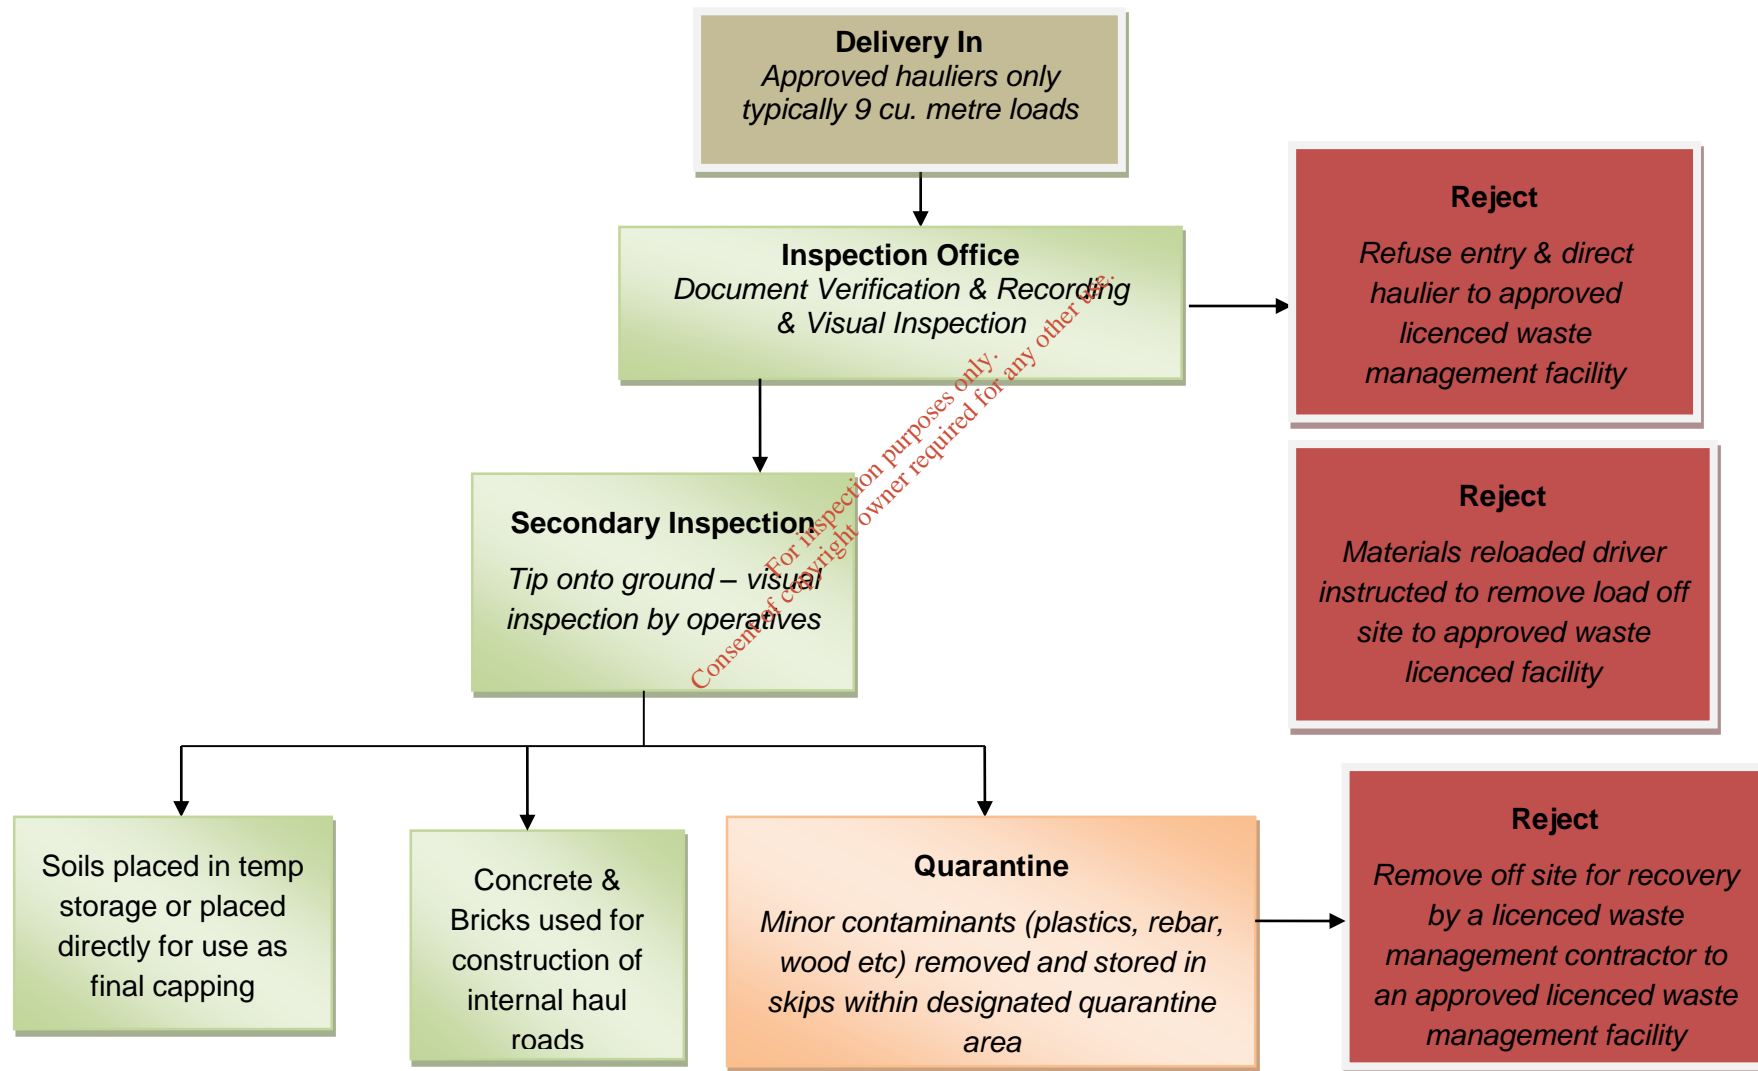 Delivery In
Approved hauliers only
typically 9 cu. metre loads
Inspection Office
Document Verification & Recording
& Visual Inspection
Reject
Refuse entry & direct
haulier to approved
licenced waste
management facility
Secondary Inspection
Tip onto ground – visual
inspection by operatives
Reject
Materials reloaded driver
instructed to remove load off
site to approved waste
licenced facility
For inspection purposes only.
Consent of copyright owner required for any other use.
Soils placed in temp
storage or placed
directly for use as
final capping
Concrete &
Bricks used for
construction of
internal haul
roads
Quarantine
Minor contaminants (plastics, rebar,
wood etc) removed and stored in
skips within designated quarantine
area
Reject
Remove off site for recovery
by a licenced waste
management contractor to
an approved licenced waste
management facility